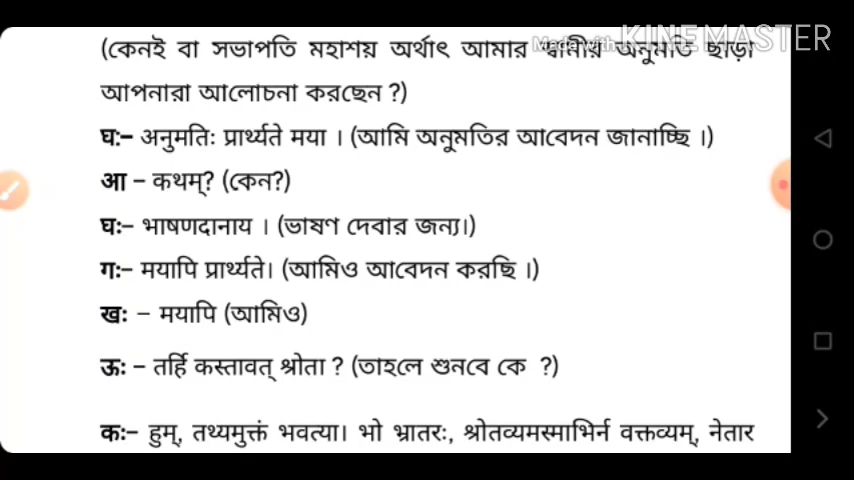 KINEMASTER
Made with
(কেনই বা সভাপতি মহাশয় অর্থাৎ আমার স্বামীর অনুমতি ছাড়া
আপনারা আলোচনা করছেন ?)
घ:– अनुमतिः प्रार्थ्यते मया । (আমি অনুমতির আবেদন জানাচ্ছি ।)
आ – कथम्? (কেন?)
घः– भाषणदानाय । (ভাষণ দেবার জন্য।)
गः– मयापि प्रार्थ्यते। (আমিও আবেদন করছি ।)
खः – मयापि (আমিও)
ऊः – तर्हि कस्तावत् श्रोता ? (তাহলে শুনবে কে ?)
कः– हुम्, तथ्यमुक्तं भवत्या। भो भ्रातरः, श्रोतव्यमस्माभिर्न वक्तव्यम्, नेतार